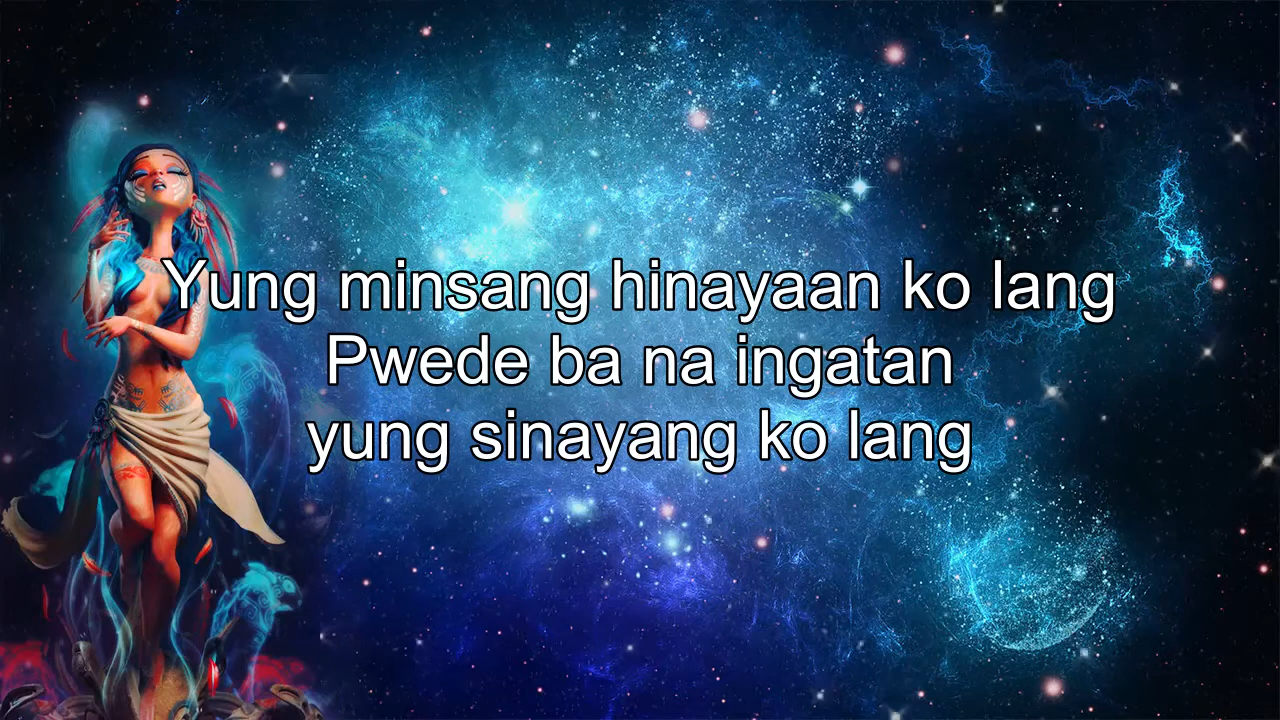 Yung minsang hinayaan ko lang
Pwede ba na ingatan
yung sinayang ko lang